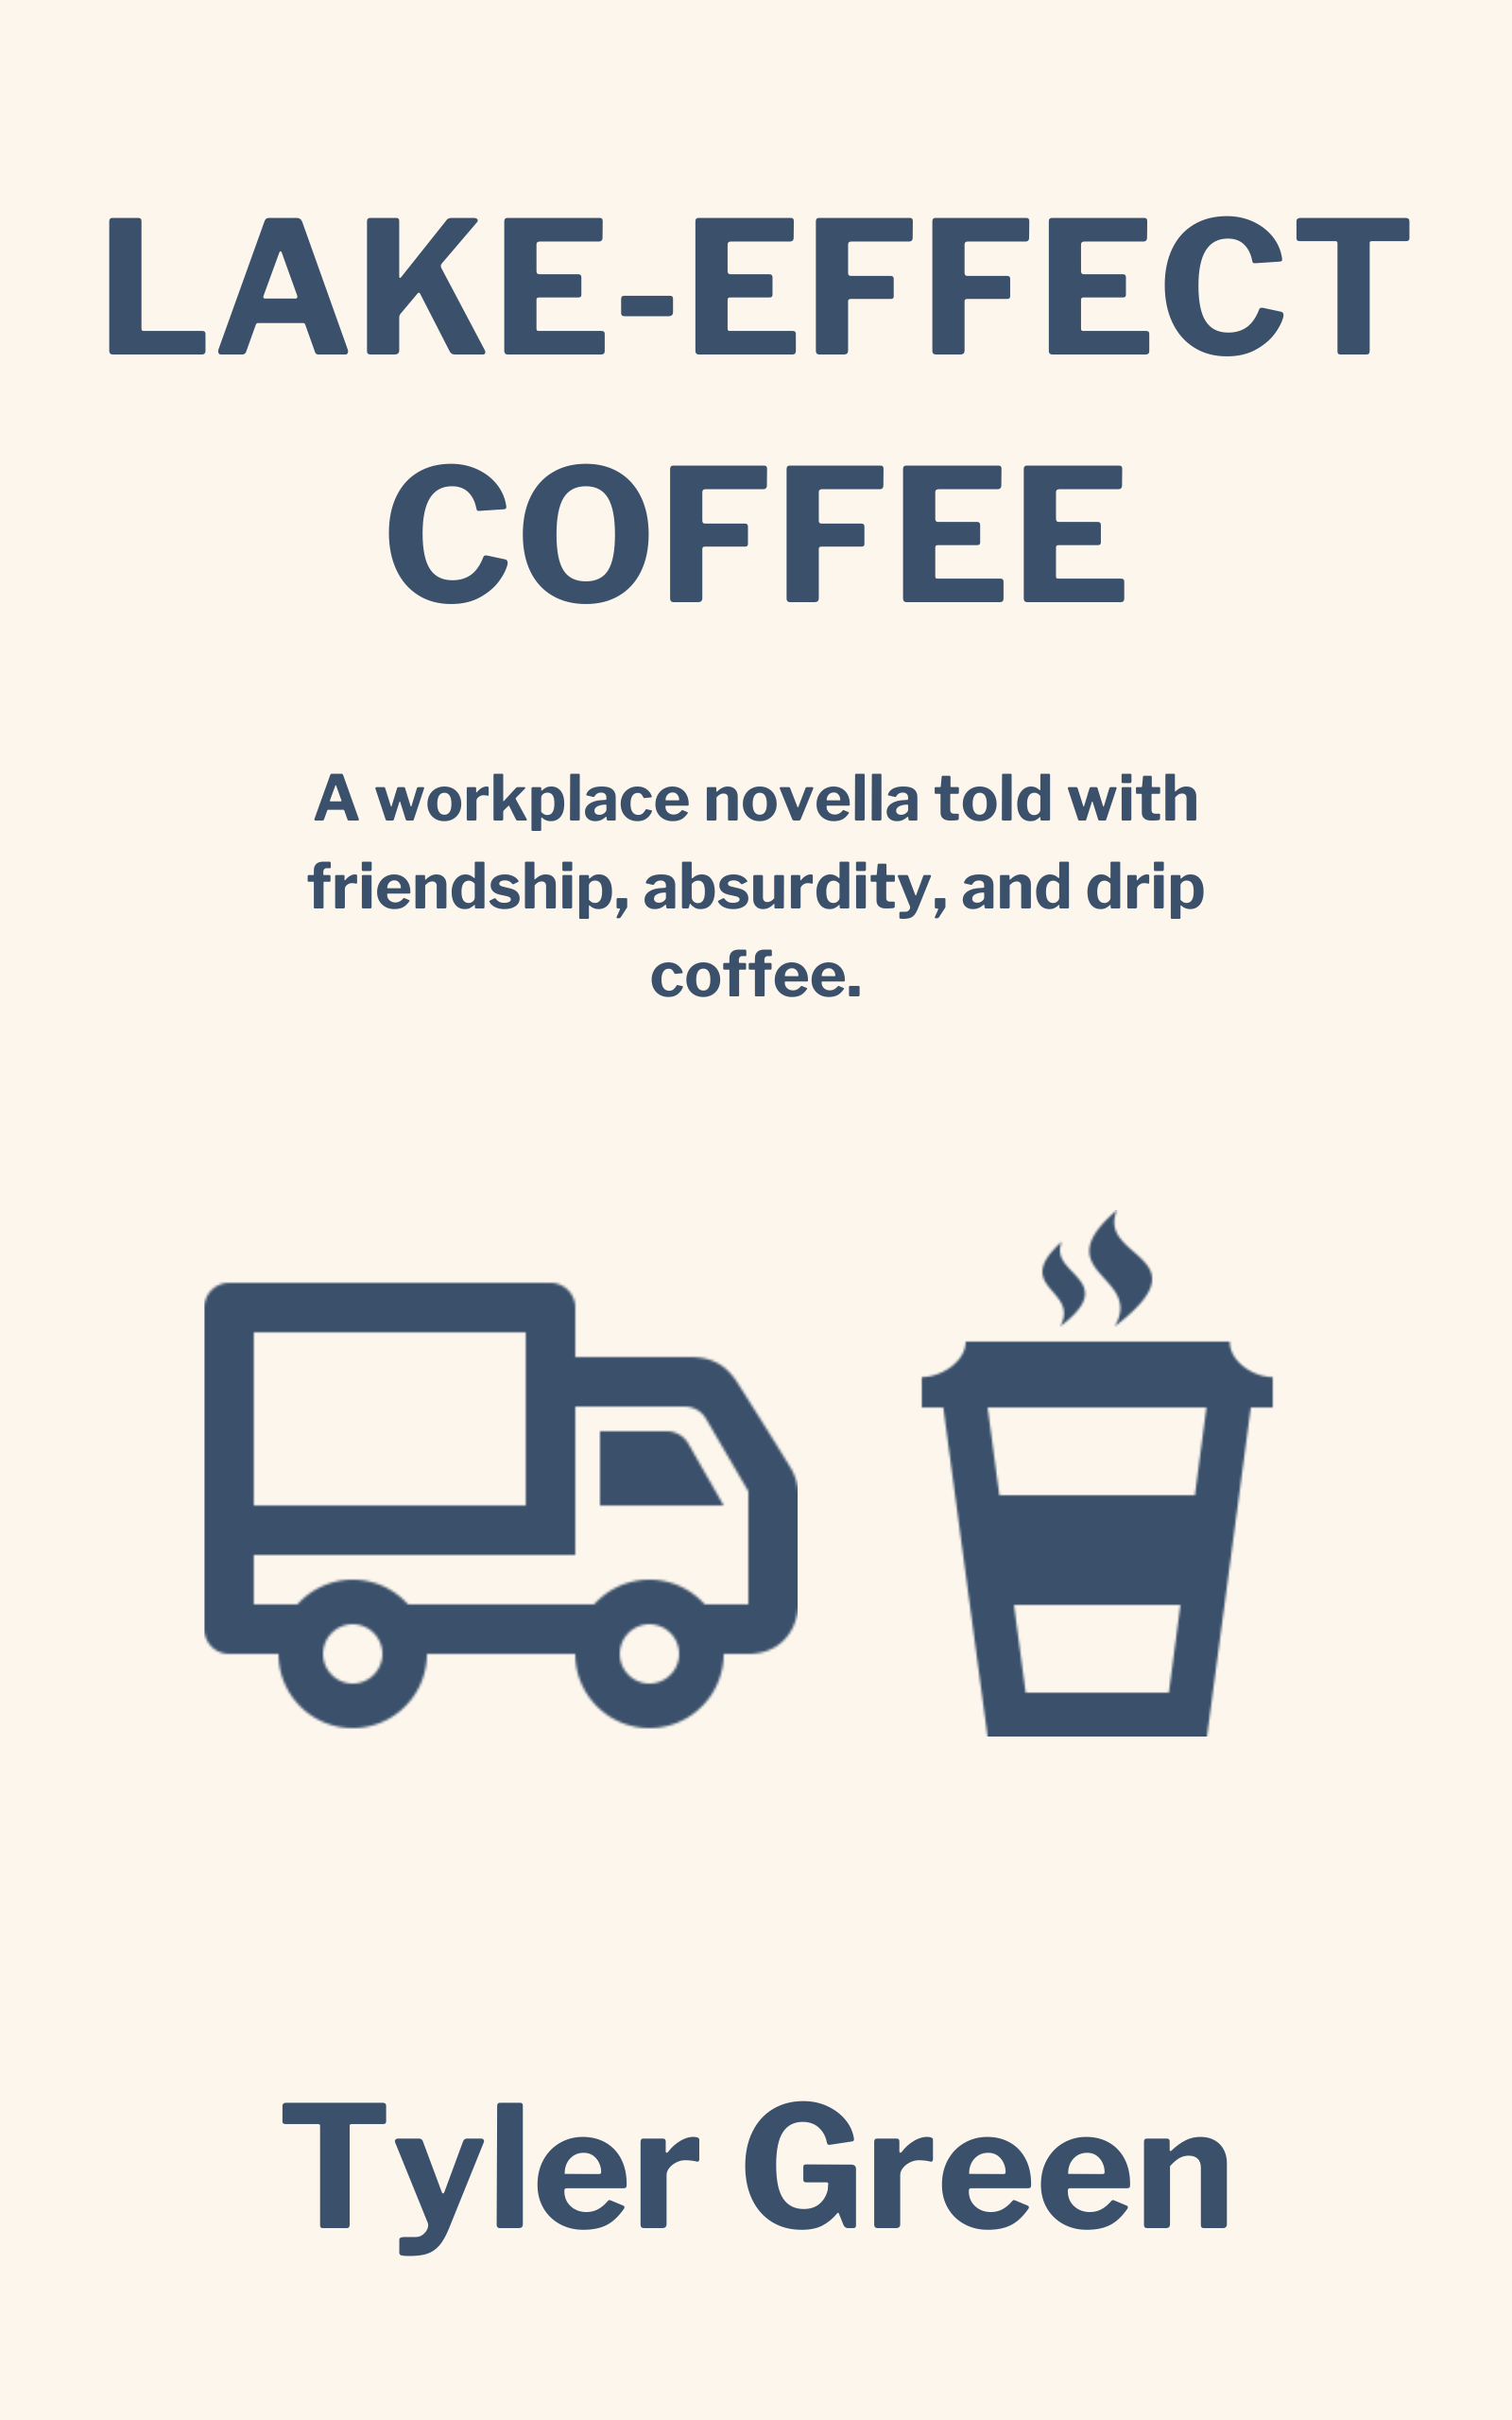 LAKE-EFFECT
COFFEE
A workplace novella told with
friendship, absurdity, and drip
coffee.
Tyler Green